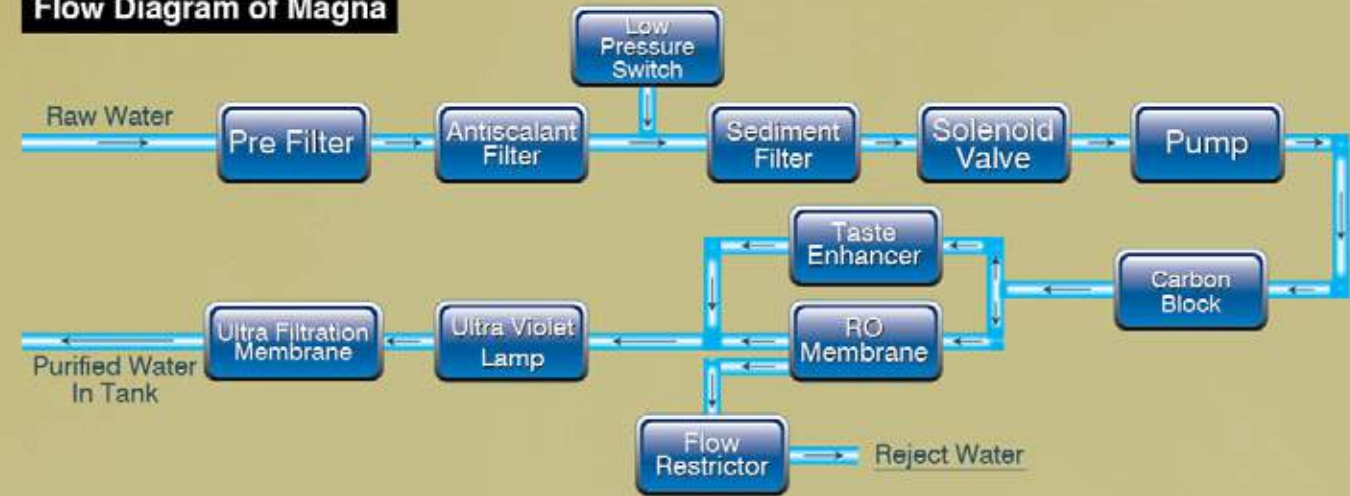 Flow Diagram of Magna
Low
Pressure
Switch
Raw Water
Pre Filter
Antiscalant
Filter
Sediment
Filter
Solenoid
Valve
Pump
Taste
Enhancer
Carbon
Block
RO
Membrane
Ultra Violet
Lamp
Ultra Filtration
Membrane
Purified Water
In Tank
Flow
Restrictor
Reject Water